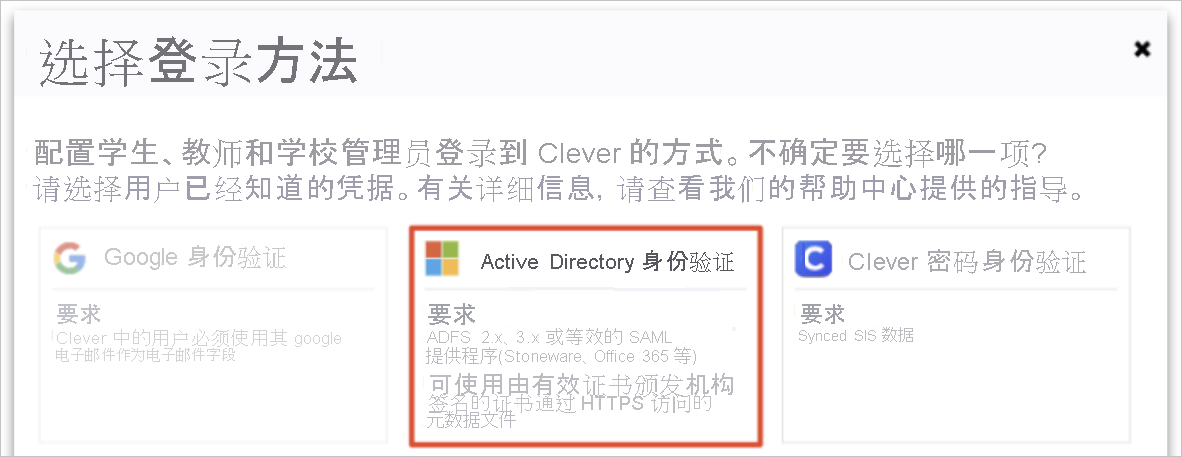 选择登录方法
配置学生、教师和学校管理员登录到 Clever 的方式。不确定要选择哪一项?
请选择用户已经知道的凭据。有关详细信息, 请查看我们的帮助中心提供的指导。
Google 身份验证
要求
Clever 中的用户必须使用其 google
电子邮件作为电子邮件字段
Active Directory 身份验证
要求
ADFS 2.x、3.x 或等效的 SAML
提供程序(Stoneware、Office 365 等)
可使用由有效证书颁发机构
签名的证书通过 HTTPS 访问的
元数据文件
Clever 密码身份验证
要求
Synced SIS 数据